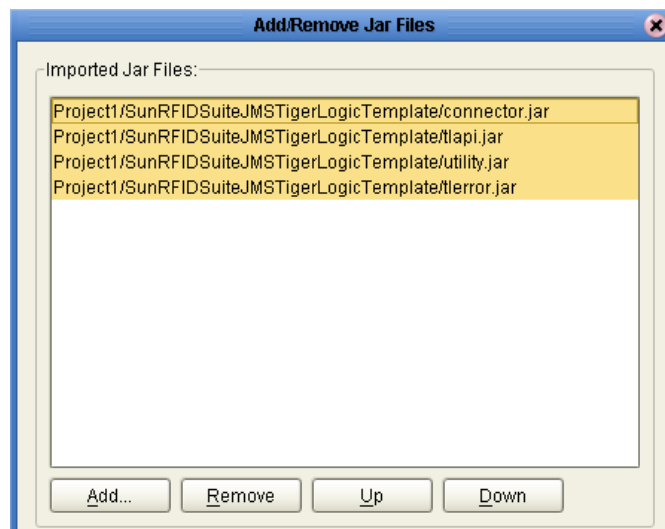 Add/Remove Jar Files
Imported Jar Files:
Project1/SunRFIDSuiteJMSTigerLogicTemplate/connector.jar
Project1/SunRFIDSuiteJMSTigerLogicTemplate/tlapi.jar
Project1/SunRFIDSuiteJMSTigerLogicTemplate/utility.jar
Project1/SunRFIDSuiteJMSTigerLogicTemplate/tlerror.jar
Add... Remove Up Down